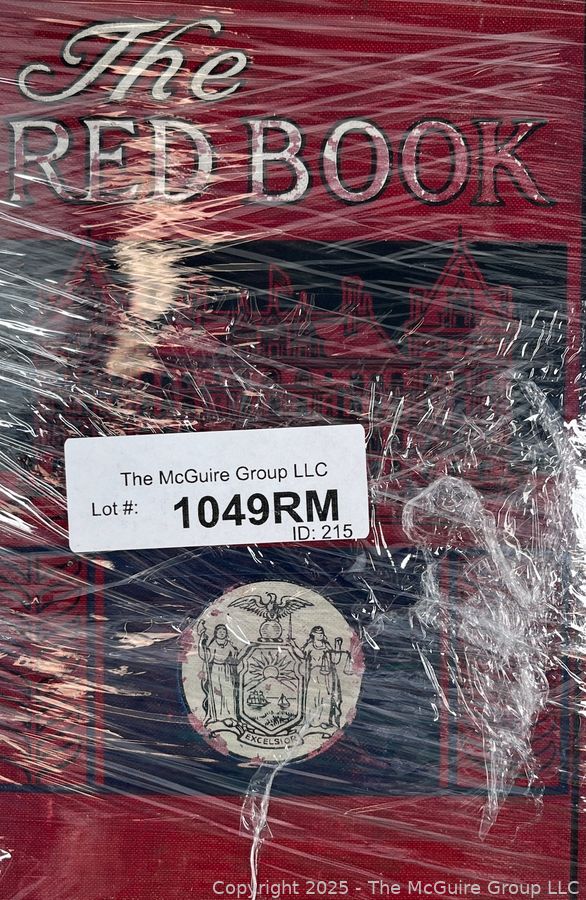 The
RED BOOK
The McGuire Group LLC
Lot #: 1049RM
ID: 215
EXCELSIOR
Copyright 2025 - The McGuire Group LLC